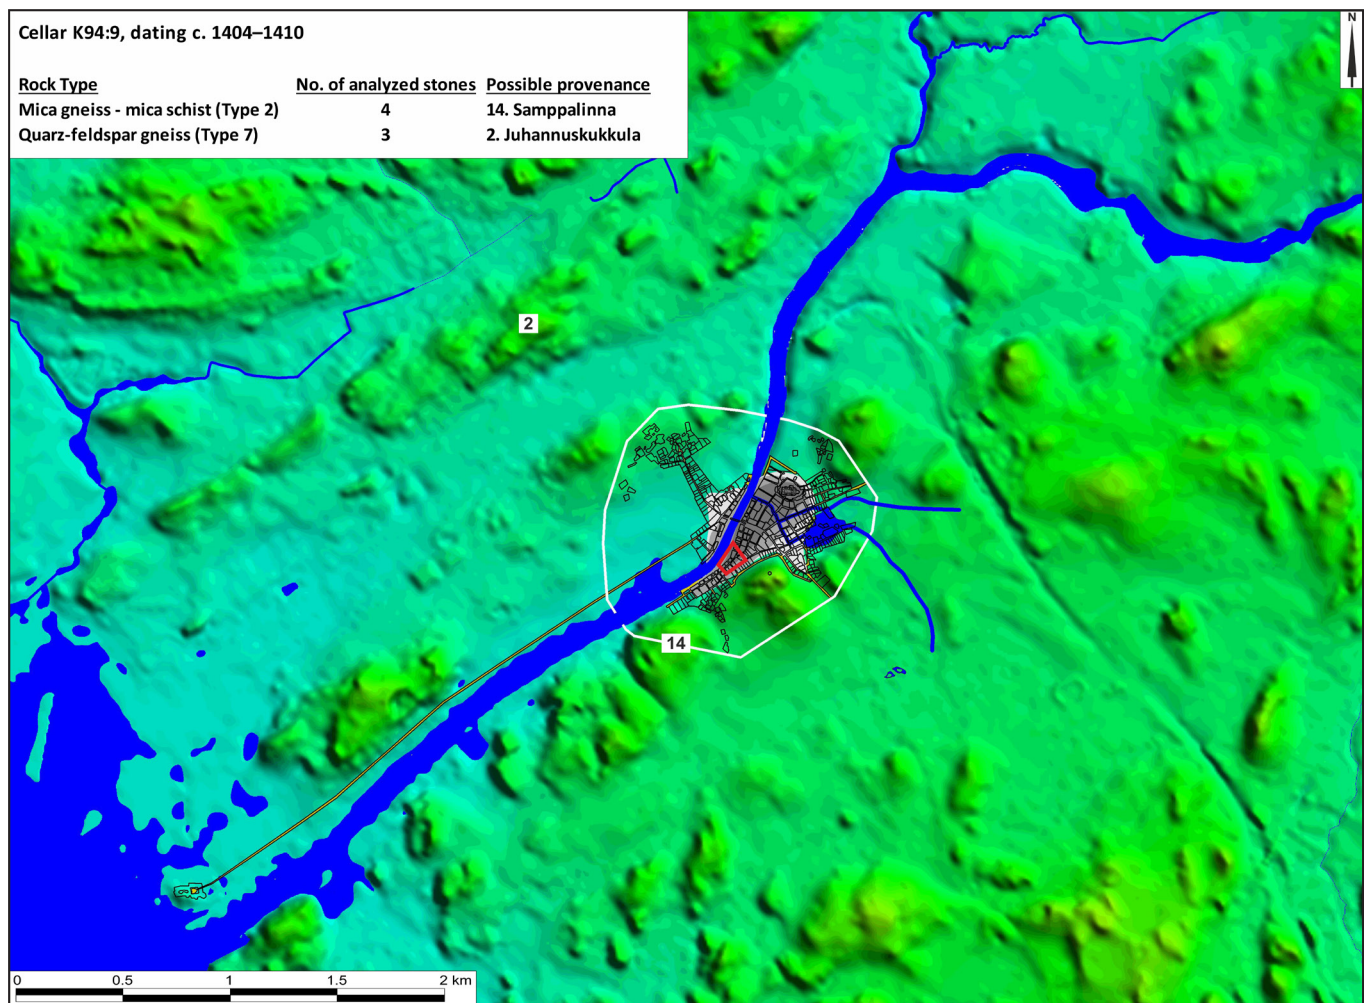 Cellar K94:9, dating c. 1404–1410
Rock Type No. of analyzed stones Possible provenance
Mica gneiss - mica schist (Type 2) 4 14. Samppalinna
Quarz-feldspar gneiss (Type 7) 3 2. Juhannuskukkula
N
2
14
0 0.5 1 1.5 2 km